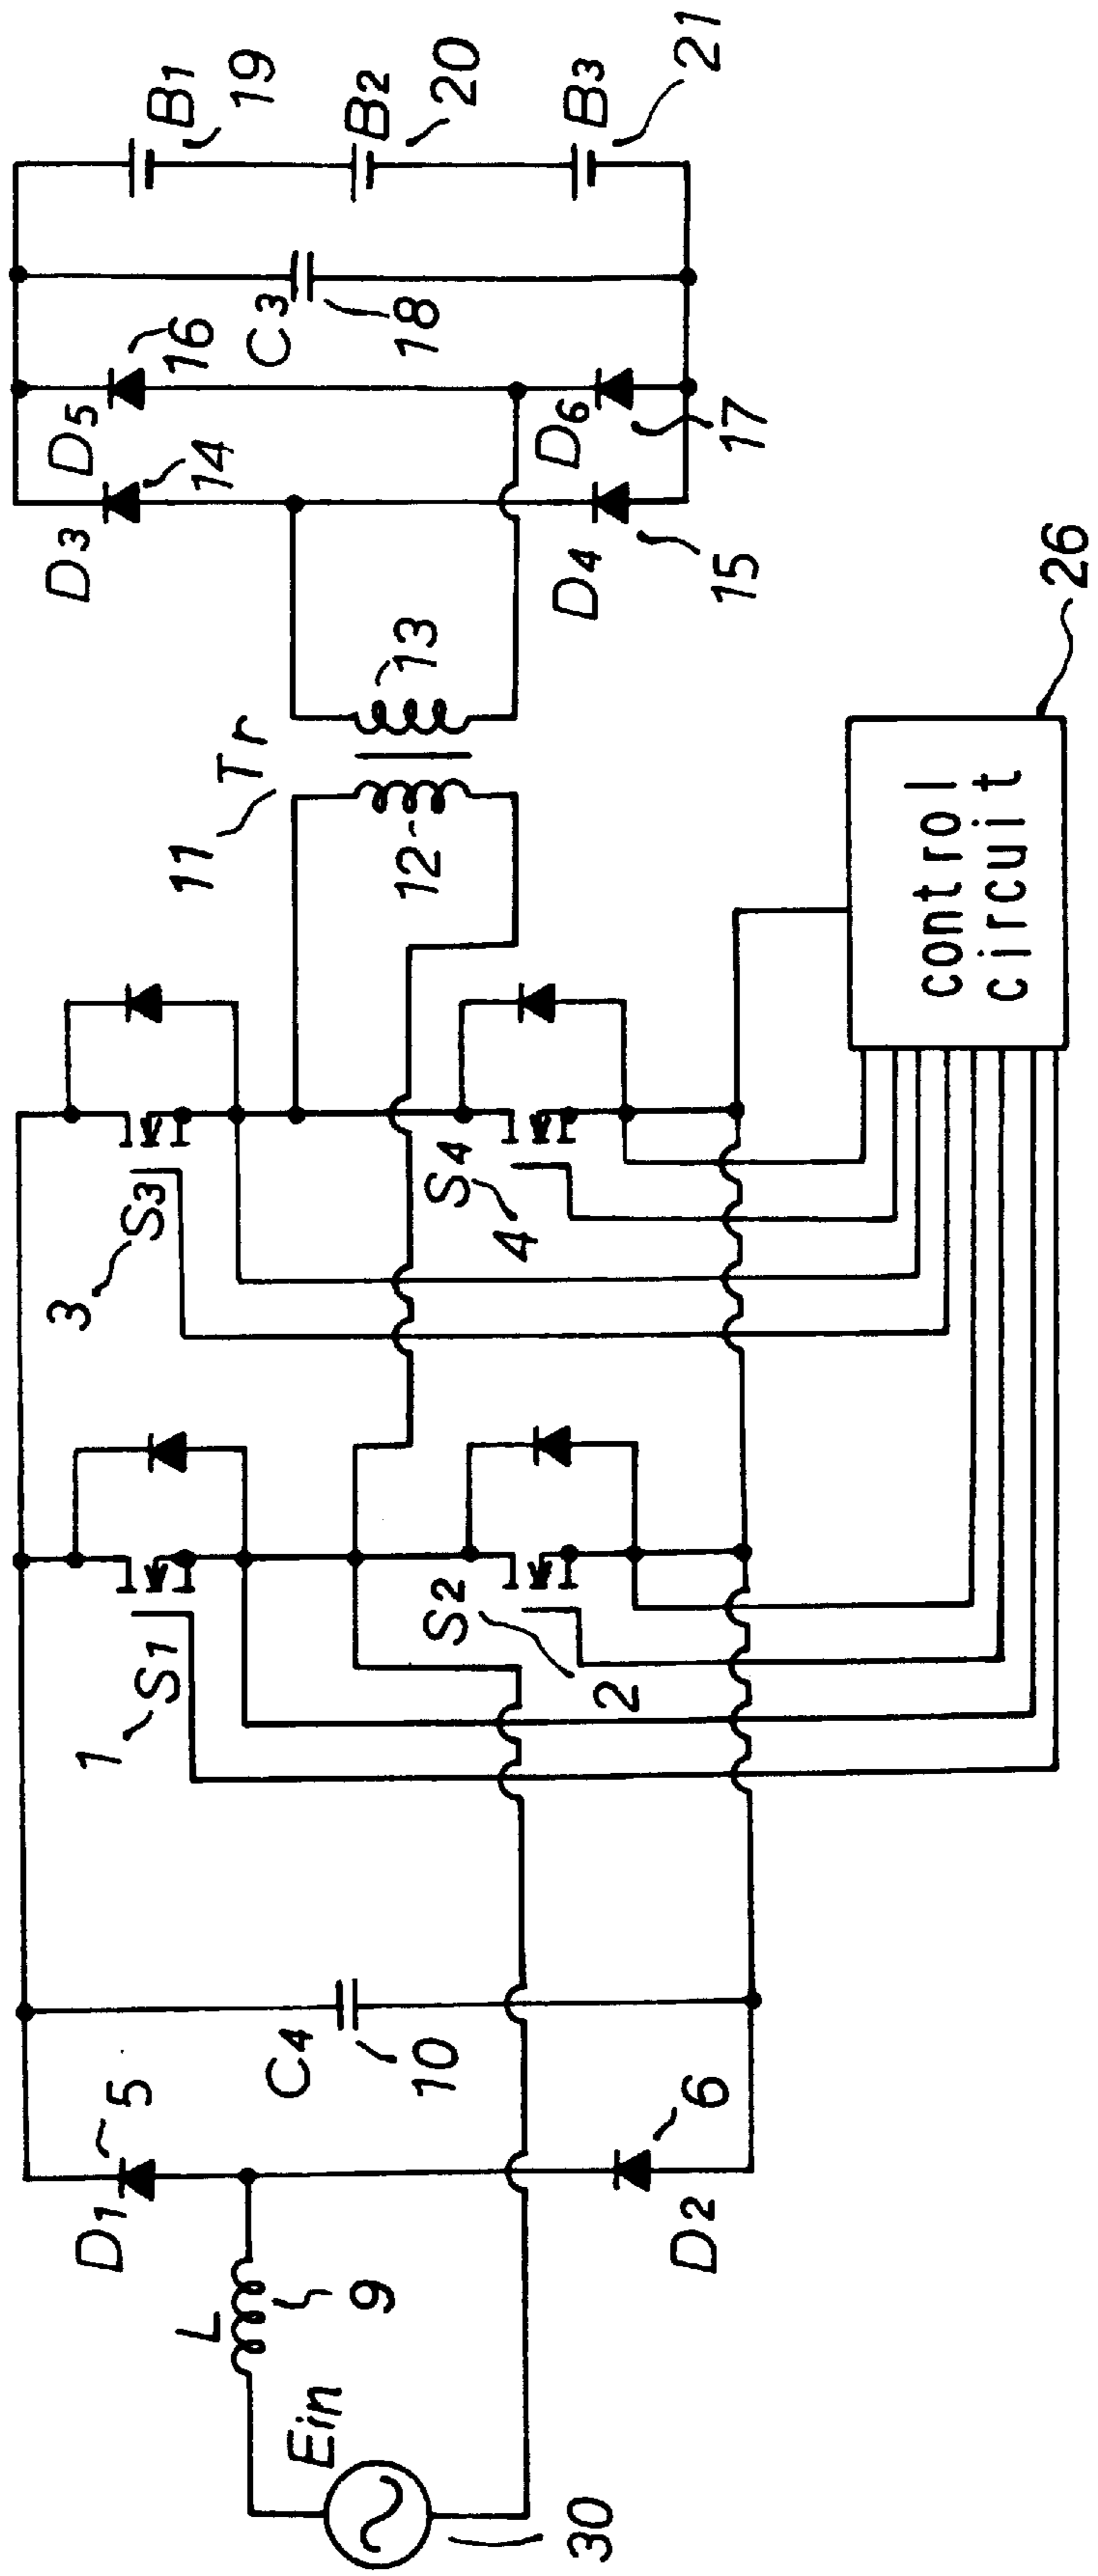 B1
19
B2
20
B3
21
C3
18
D5
16
D6
17
D3
14
D4
15
Tr
11
12
13
3
S3
S4
4
1
S1
S2
2
control
circuit
26
C4
10
D1
5
D2
6
L
9
Ein
30